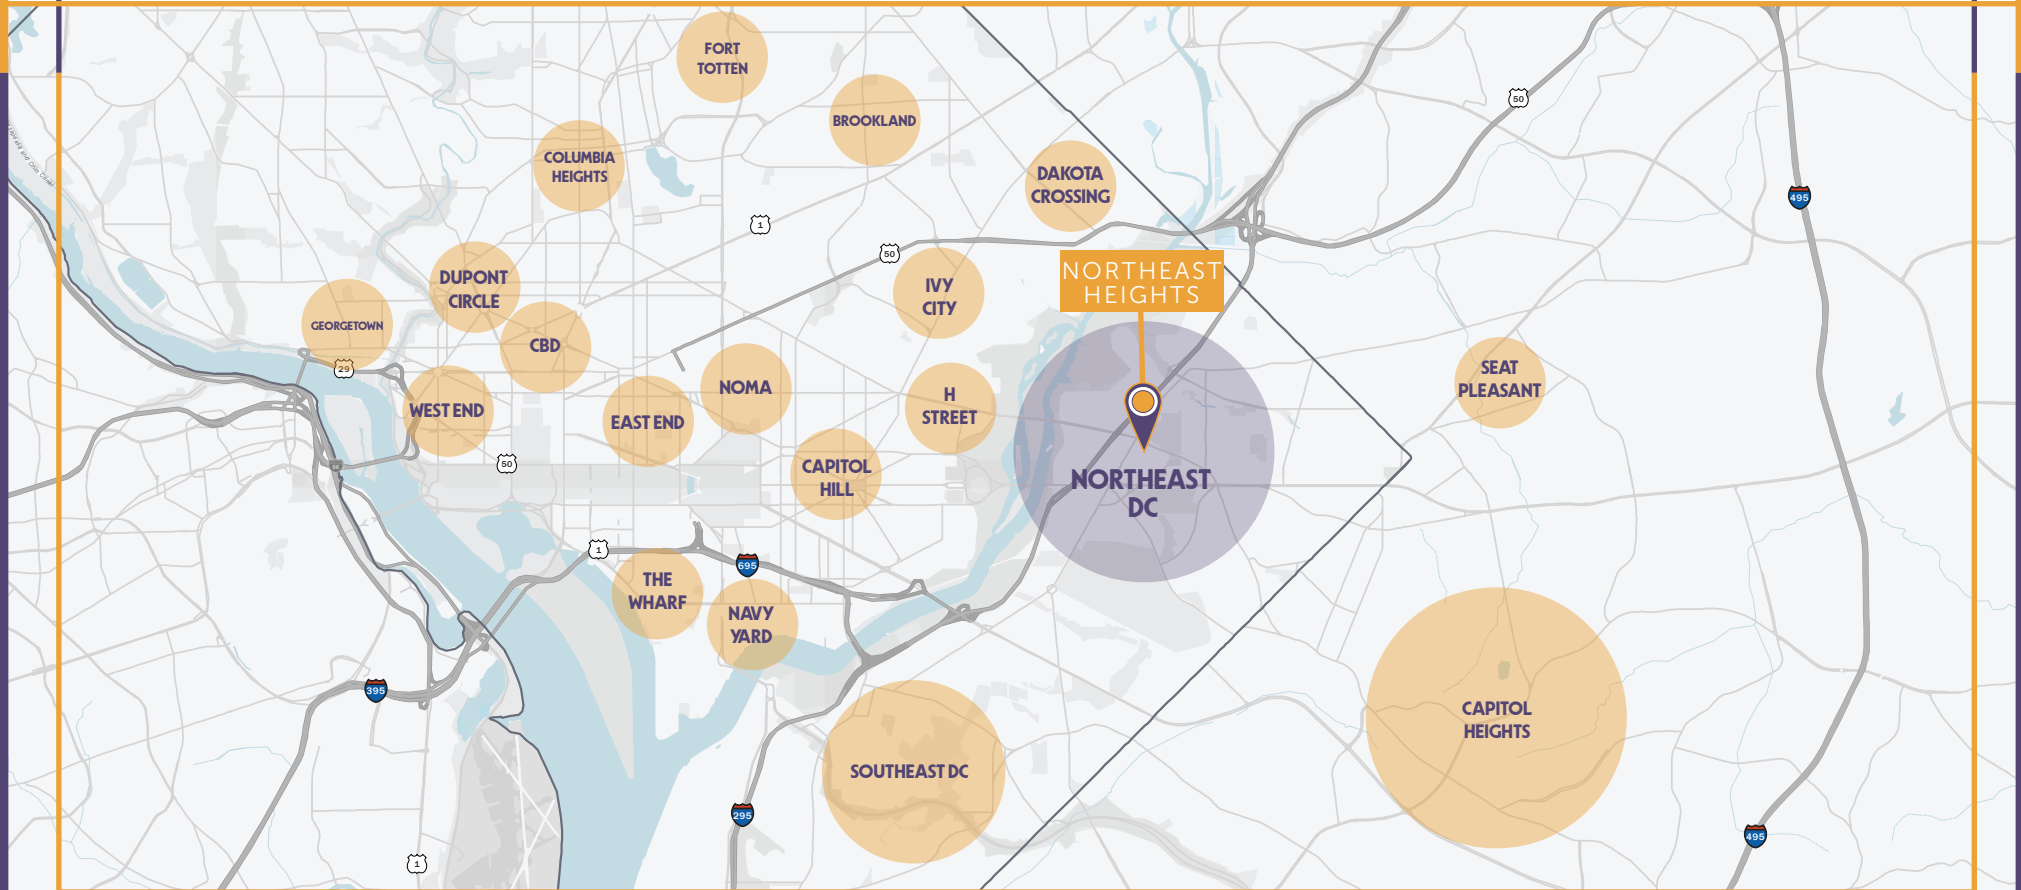 FORT
TOTTEN
50
BROOKLAND
COLUMBIA
HEIGHTS
DAKOTA
CROSSING
495
1
50
NORTHEAST
HEIGHTS
DUPONT
CIRCLE
IVY
CITY
GEORGETOWN
CBD
29
SEAT
PLEASANT
NOMA
H
STREET
WEST END
EAST END
CAPITOL
HILL
50
NORTHEAST
DC
1
695
THE
WHARF
NAVY
YARD
395
CAPITOL
HEIGHTS
SOUTHEAST DC
295
495
1